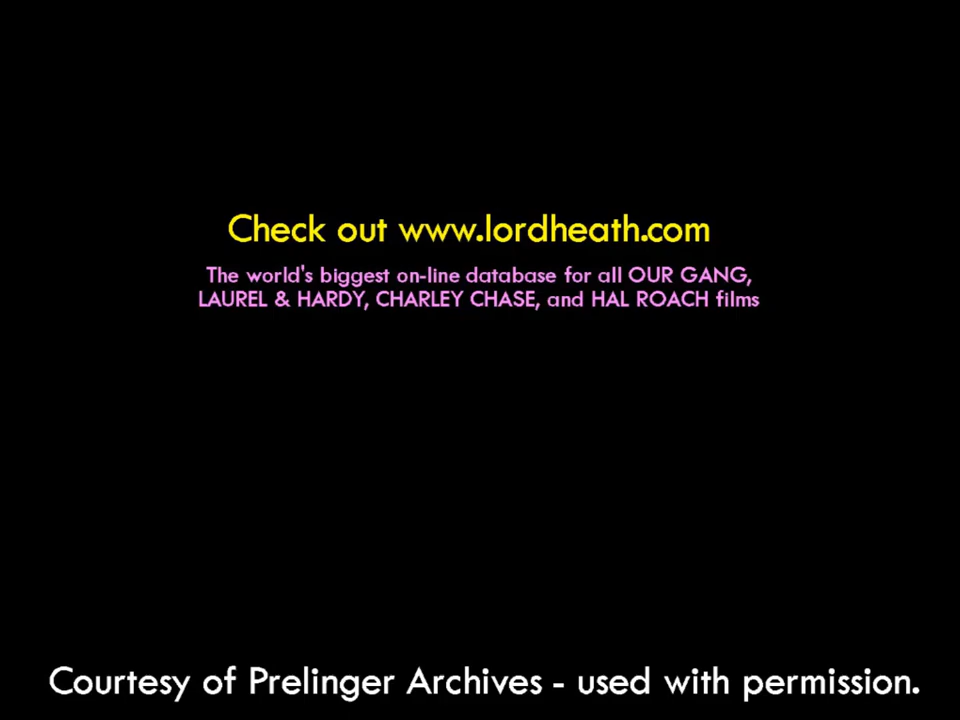 Check out www.lordheath.com
The world's biggest on-line database for all OUR GANG,
LAUREL & HARDY, CHARLEY CHASE, and HAL ROACH films
Courtesy of Prelinger Archives - used with permission.